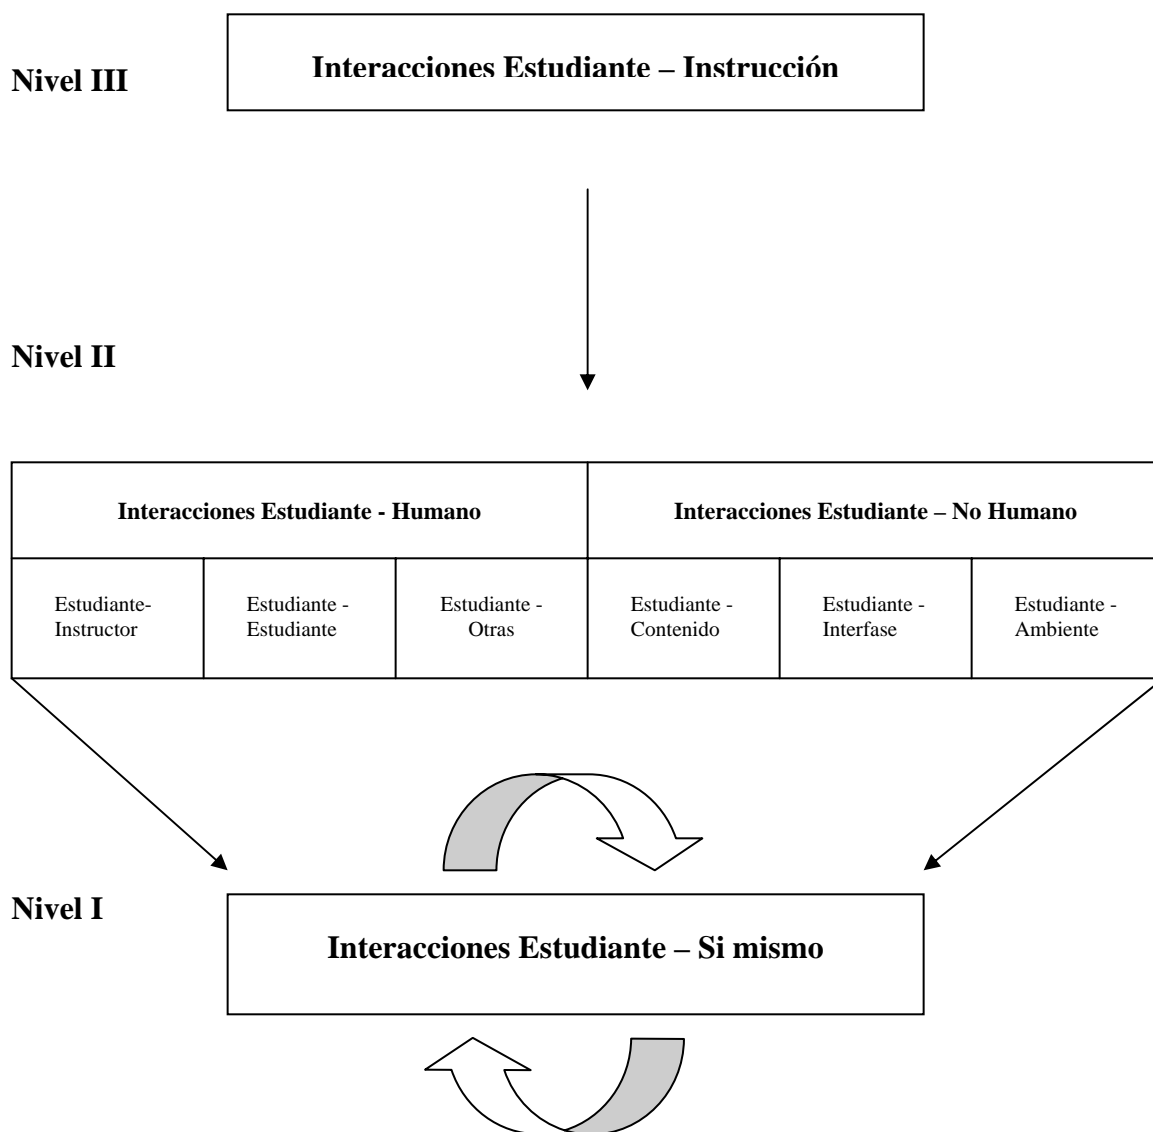 Interacciones Estudiante – Instrucción
Nivel III
Nivel II
Interacciones Estudiante - Humano
Interacciones Estudiante – No Humano
Estudiante-
Instructor
Estudiante -
Estudiante
Estudiante -
Otras
Estudiante -
Contenido
Estudiante -
Interfase
Estudiante -
Ambiente
Nivel I
Interacciones Estudiante – Si mismo